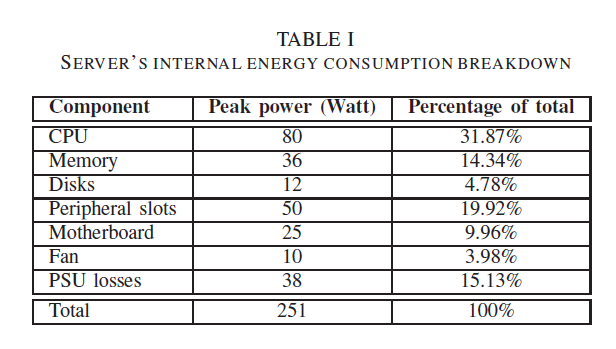 TABLE I
SERVER'S INTERNAL ENERGY CONSUMPTION BREAKDOWN
Component Peak power (Watt) Percentage of total
CPU 80 31.87%
Memory 36 14.34%
Disks 12 4.78%
Peripheral slots 50 19.92%
Motherboard 25 9.96%
Fan 10 3.98%
PSU losses 38 15.13%
Total 251 100%